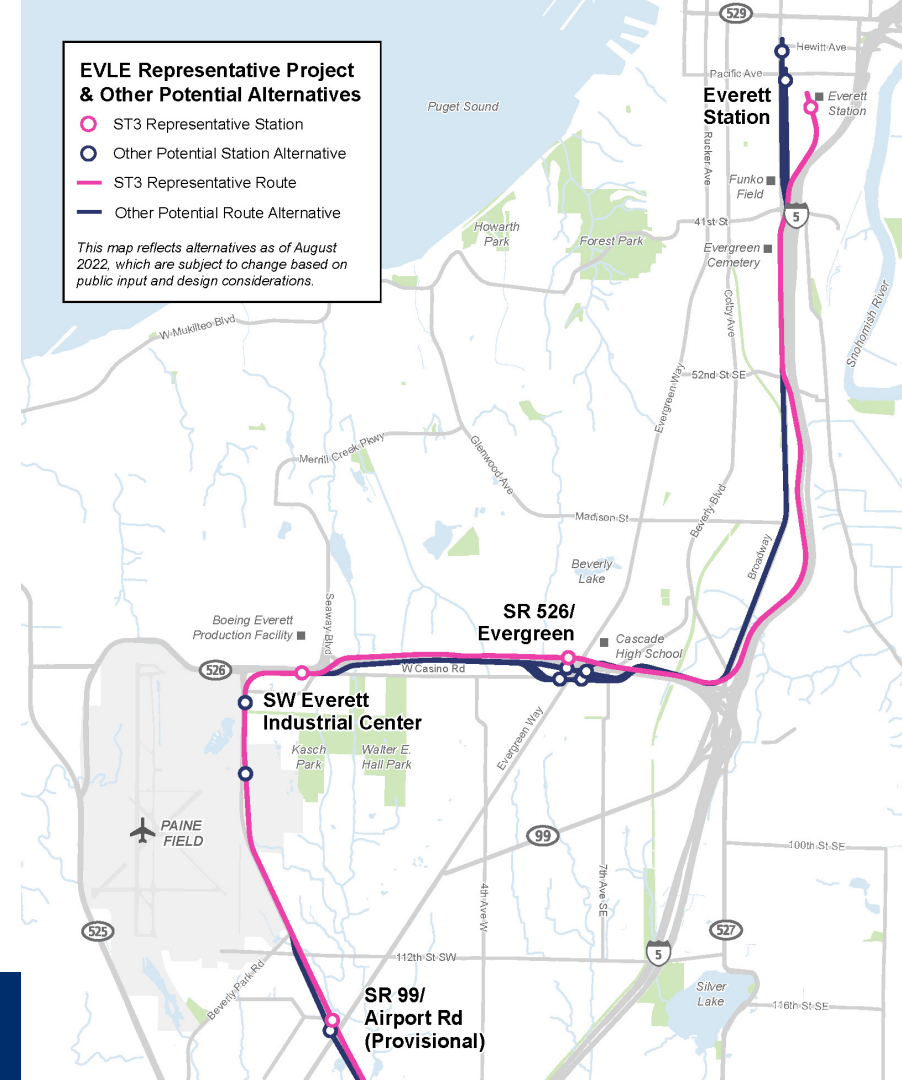 EVLE Representative Project
& Other Potential Alternatives
ST3 Representative Station
Other Potential Station Alternative
ST3 Representative Route
Other Potential Route Alternative
This map reflects alternatives as of August
2022, which are subject to change based on
public input and design considerations.
529
Hewitt Ave
Pacific Ave
Everett
Station
Everett
Station
Puget Sound
Rucker Ave
Funko
Field
5
41st St
Howarth
Park
Forest Park
Evergreen
Cemetery
Colby Ave
Snohomish River
W Mukilteo Blvd
52nd St SE
Evergreen Way
Merrill Creek Pkwy
Glenwood Ave
Beverly Blvd
Madison St
Broadway
Beverly
Lake
Seaway Blvd
Boeing Everett
Production Facility
SR 526/
Evergreen
Cascade
High School
526
W Casino Rd
SW Everett
Industrial Center
Evergreen Way
Kasch
Park
Walter E.
Hall Park
PAINE
FIELD
99
100th St SE
7th Ave SE
4th Ave W
525
527
5
112th St SW
Beverly Park Rd
SR 99/
Airport Rd
(Provisional)
Silver
Lake
116th St SE